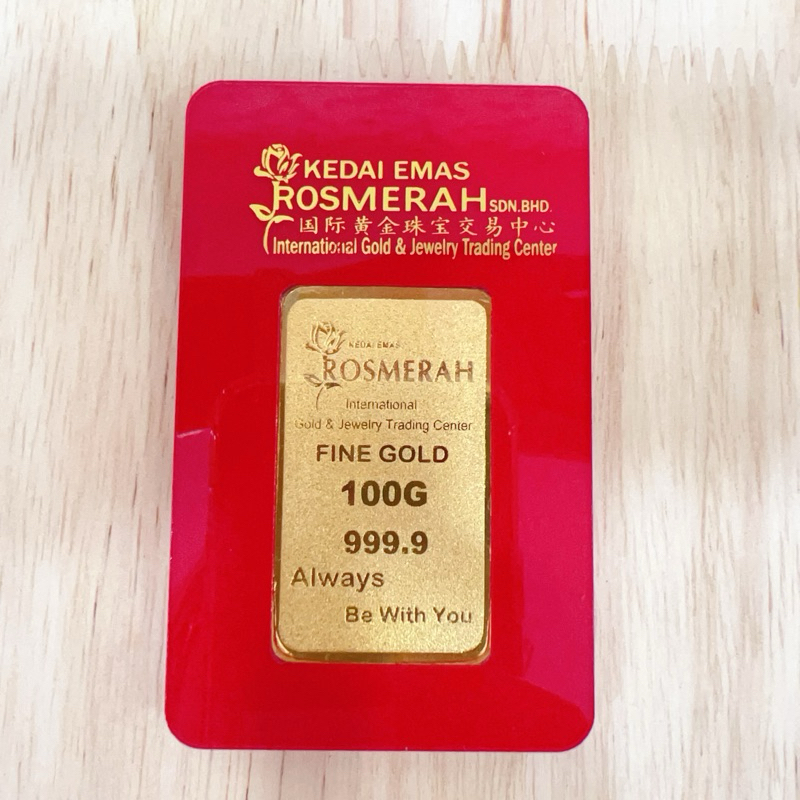 KEDAI EMAS
ROSMERAH SDN.BHD.
国际黄金珠宝交易中心
International Gold & Jewelry Trading Center
KEDAI EMAS
ROSMERAH
International
Gold & Jewelry Trading Center
FINE GOLD
100G
999.9
Always
Be With You